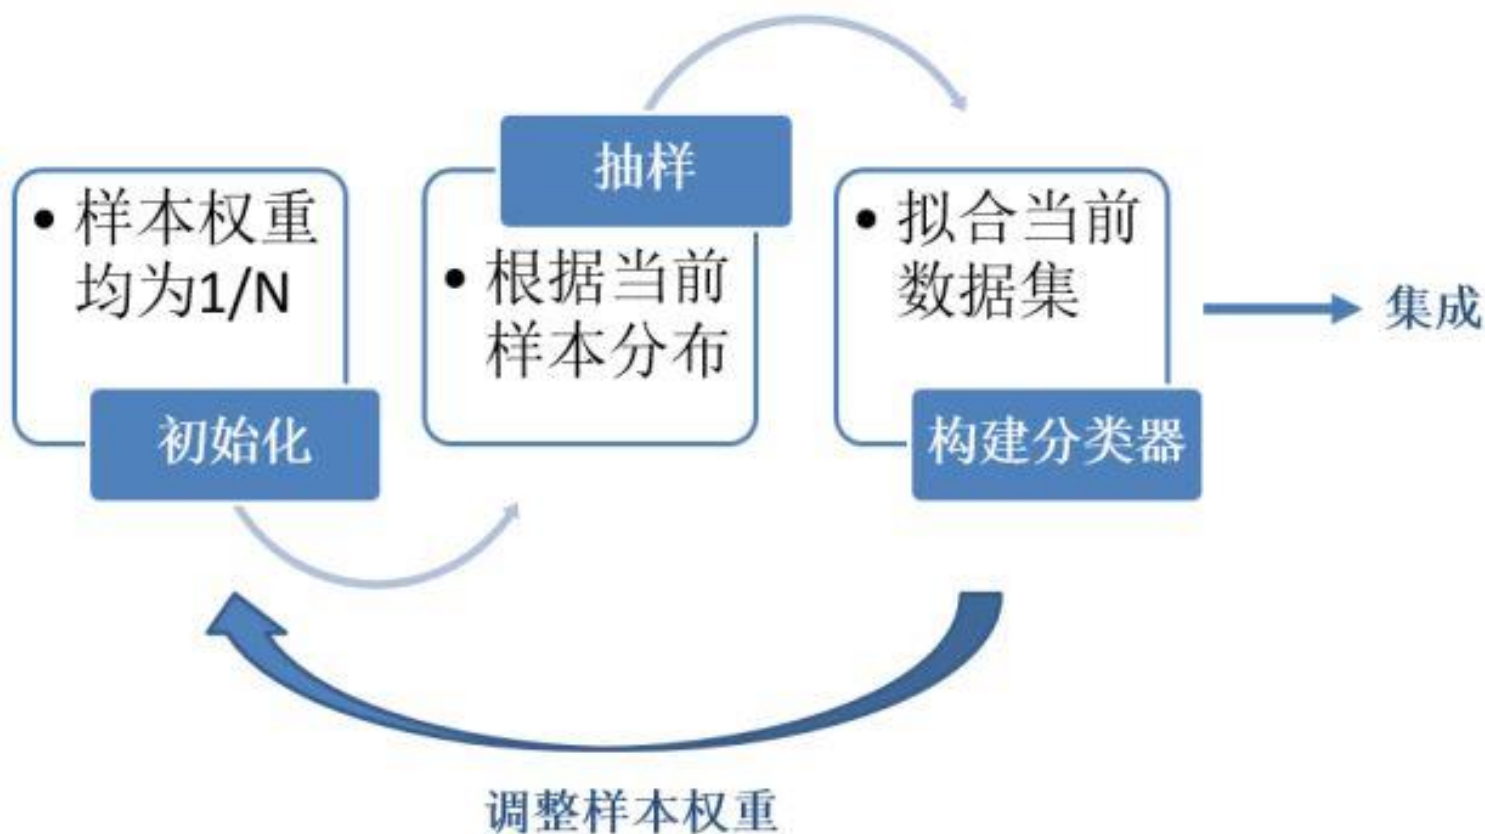 • 样本权重
均为1/N
初始化
抽样
• 根据当前
样本分布
• 拟合当前
数据集
构建分类器
集成
调整样本权重